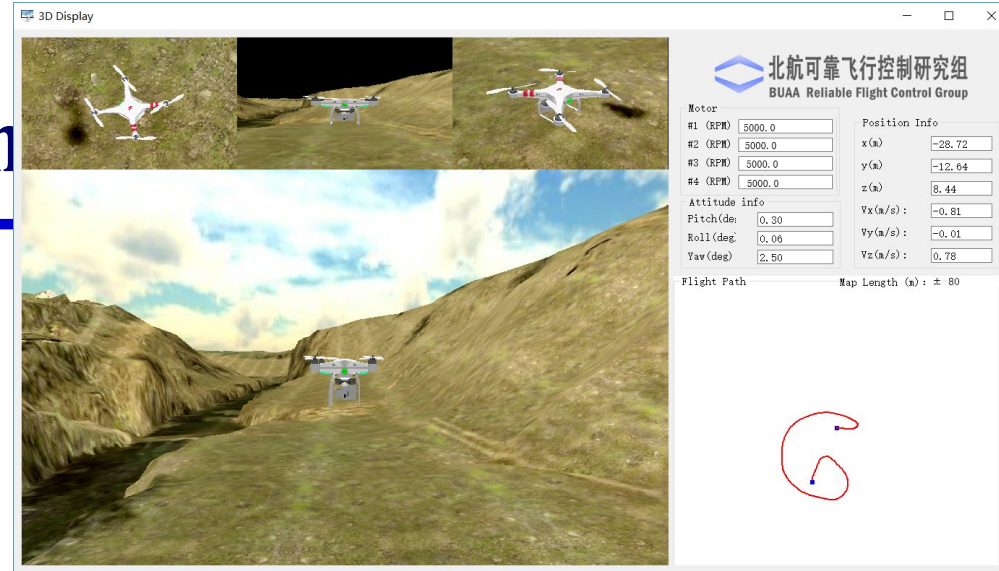 3D Display
北航可靠飞行控制研究组
BUAA Reliable Flight Control Group
Motor
#1 (RPM) 5000.0
#2 (RPM) 5000.0
#3 (RPM) 5000.0
#4 (RPM) 5000.0
Attitude info
Pitch(de: 0.30
Roll(deg. 0.06
Yaw(deg) 2.50
Position Info
x(m) -28.72
y(m) -12.64
z(m) 8.44
Vx(m/s): -0.81
Vy(m/s): -0.01
Vz(m/s): 0.78
Flight Path
Map Length (m): ± 80